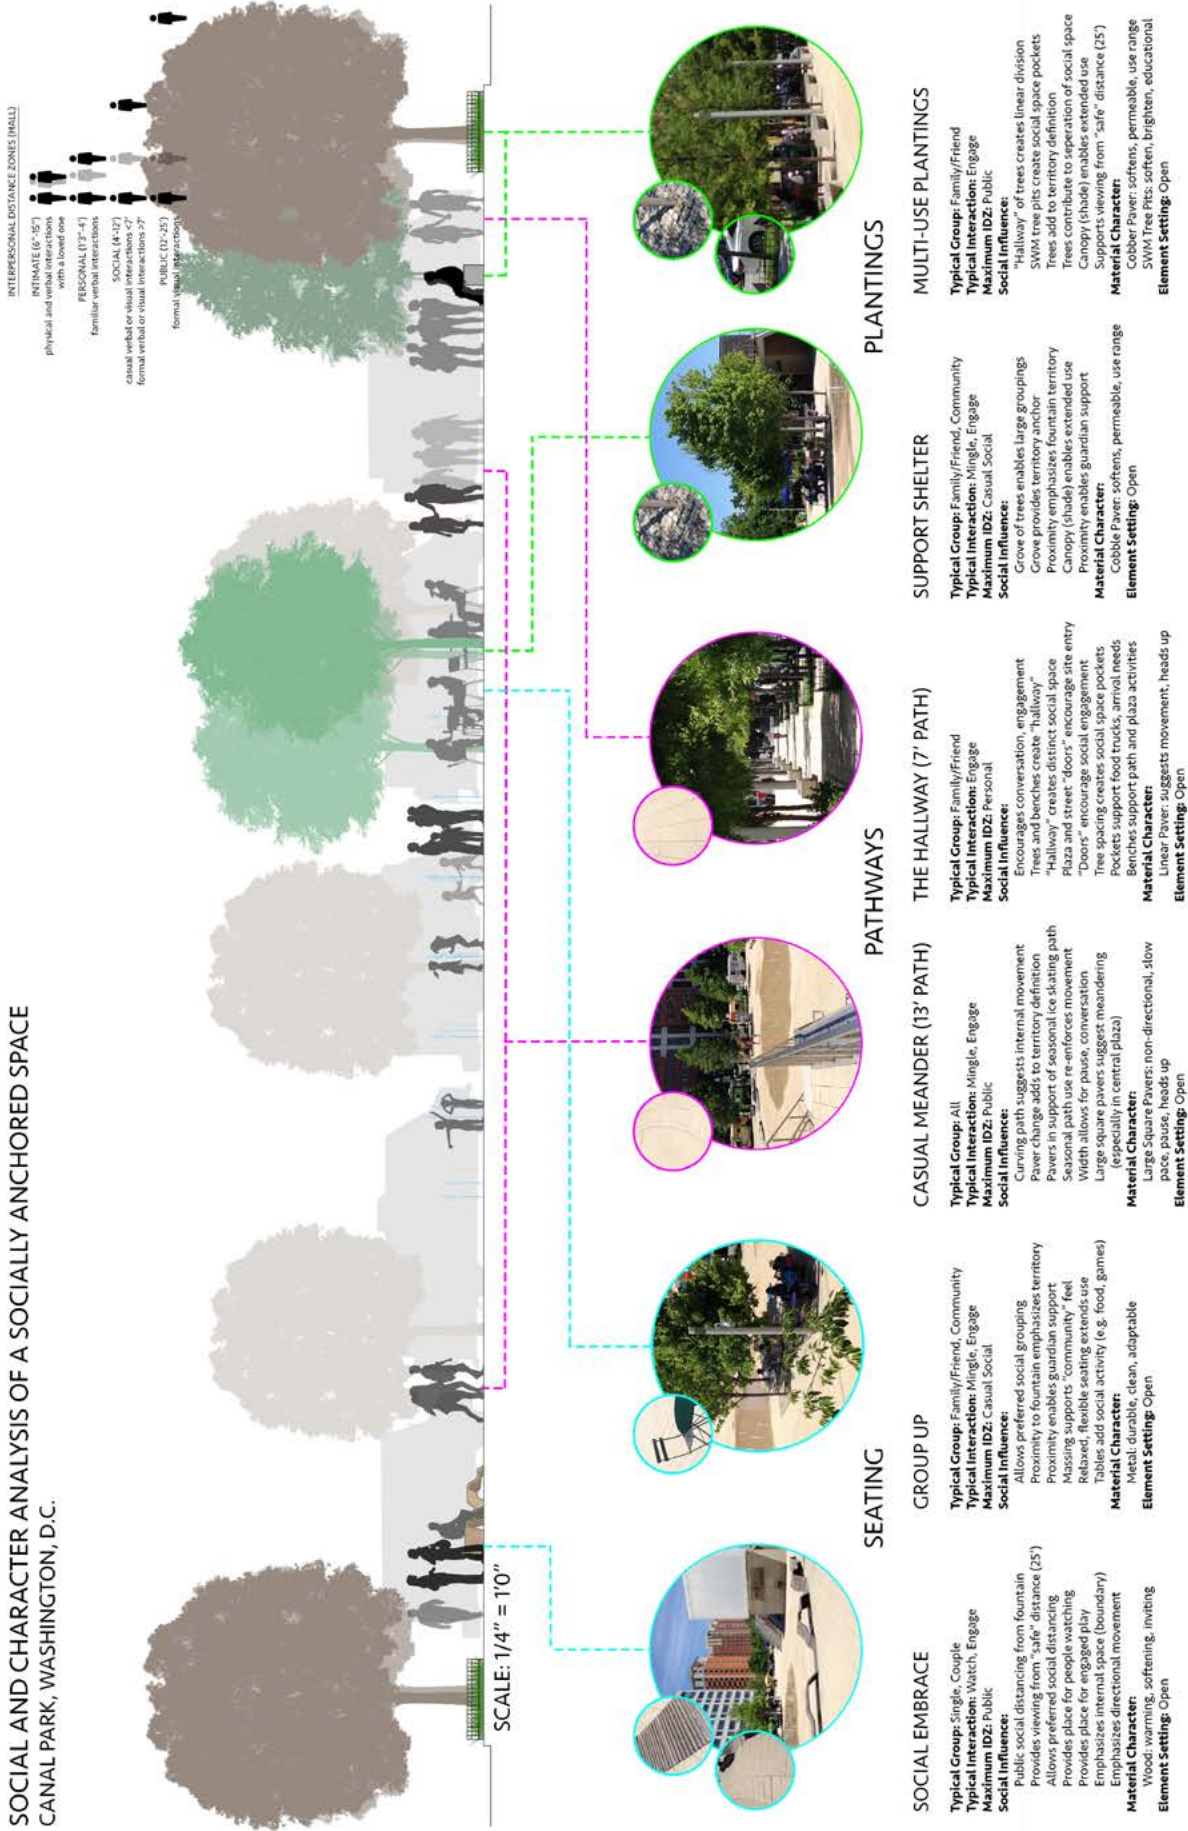 SOCIAL AND CHARACTER ANALYSIS OF A SOCIALLY ANCHORED SPACE
CANAL PARK, WASHINGTON, D.C.
INTERPERSONAL DISTANCE ZONES (HALL)
INTIMATE (6"-15")
physical and verbal interactions
with a loved one
PERSONAL (1'3"-4')
familiar verbal interactions
SOCIAL (4'-12')
casual verbal or visual interactions <7'
formal verbal or visual interactions >7'
PUBLIC (12'-25')
formal visual interactions
SCALE: 1/4" = 1'0"
SEATING
PATHWAYS
PLANTINGS
SOCIAL EMBRACE
Typical Group: Single, Couple
Typical Interaction: Watch, Engage
Maximum IDZ: Public
Social Influence:
Public social distancing from fountain
Provides viewing from "safe" distance (25')
Allows preferred social distancing
Provides place for people watching
Provides place for engaged play
Emphasizes internal space (boundary)
Emphasizes directional movement
Material Character:
Wood: warming, softening, inviting
Element Setting: Open
GROUP UP
Typical Group: Family/Friend, Community
Typical Interaction: Mingle, Engage
Maximum IDZ: Casual Social
Social Influence:
Allows preferred social grouping
Proximity to fountain emphasizes territory
Proximity enables guardian support
Massing supports "community" feel
Relaxed, flexible seating extends use
Tables add social activity (e.g. food, games)
Material Character:
Metal: durable, clean, adaptable
Element Setting: Open
CASUAL MEANDER (13' PATH)
Typical Group: All
Typical Interaction: Mingle, Engage
Maximum IDZ: Public
Social Influence:
Curving path suggests internal movement
Paver change adds to territory definition
Pavers in support of seasonal ice skating path
Seasonal path use re-enforces movement
Width allows for pause, conversation
Large square pavers suggest meandering
(especially in central plaza)
Material Character:
Large Square Pavers: non-directional, slow
pace, pause, heads up
Element Setting: Open
THE HALLWAY (7' PATH)
Typical Group: Family/Friend
Typical Interaction: Engage
Maximum IDZ: Personal
Social Influence:
Encourages conversation, engagement
Trees and benches create "hallway"
"Hallway" creates distinct social space
Plaza and street "doors" encourage site entry
"Doors" encourage social engagement
Tree spacing creates social space pockets
Pockets support food trucks, arrival needs
Benches support path and plaza activities
Material Character:
Linear Paver: suggests movement, heads up
Element Setting: Open
SUPPORT SHELTER
Typical Group: Family/Friend, Community
Typical Interaction: Mingle, Engage
Maximum IDZ: Casual Social
Social Influence:
Grove of trees enables large groupings
Grove provides territory anchor
Proximity emphasizes fountain territory
Canopy (shade) enables extended use
Proximity enables guardian support
Material Character:
Cobble Paver: softens, permeable, use range
Element Setting: Open
MULTI-USE PLANTINGS
Typical Group: Family/Friend
Typical Interaction: Engage
Maximum IDZ: Public
Social Influence:
"Hallway" of trees creates linear division
SWM tree pits create social space pockets
Trees add to territory definition
Trees contribute to seperation of social space
Canopy (shade) enables extended use
Supports viewing from "safe" distance (25')
Material Character:
Cobber Paver: softens, permeable, use range
SWM Tree Pits: soften, brighten, educational
Element Setting: Open